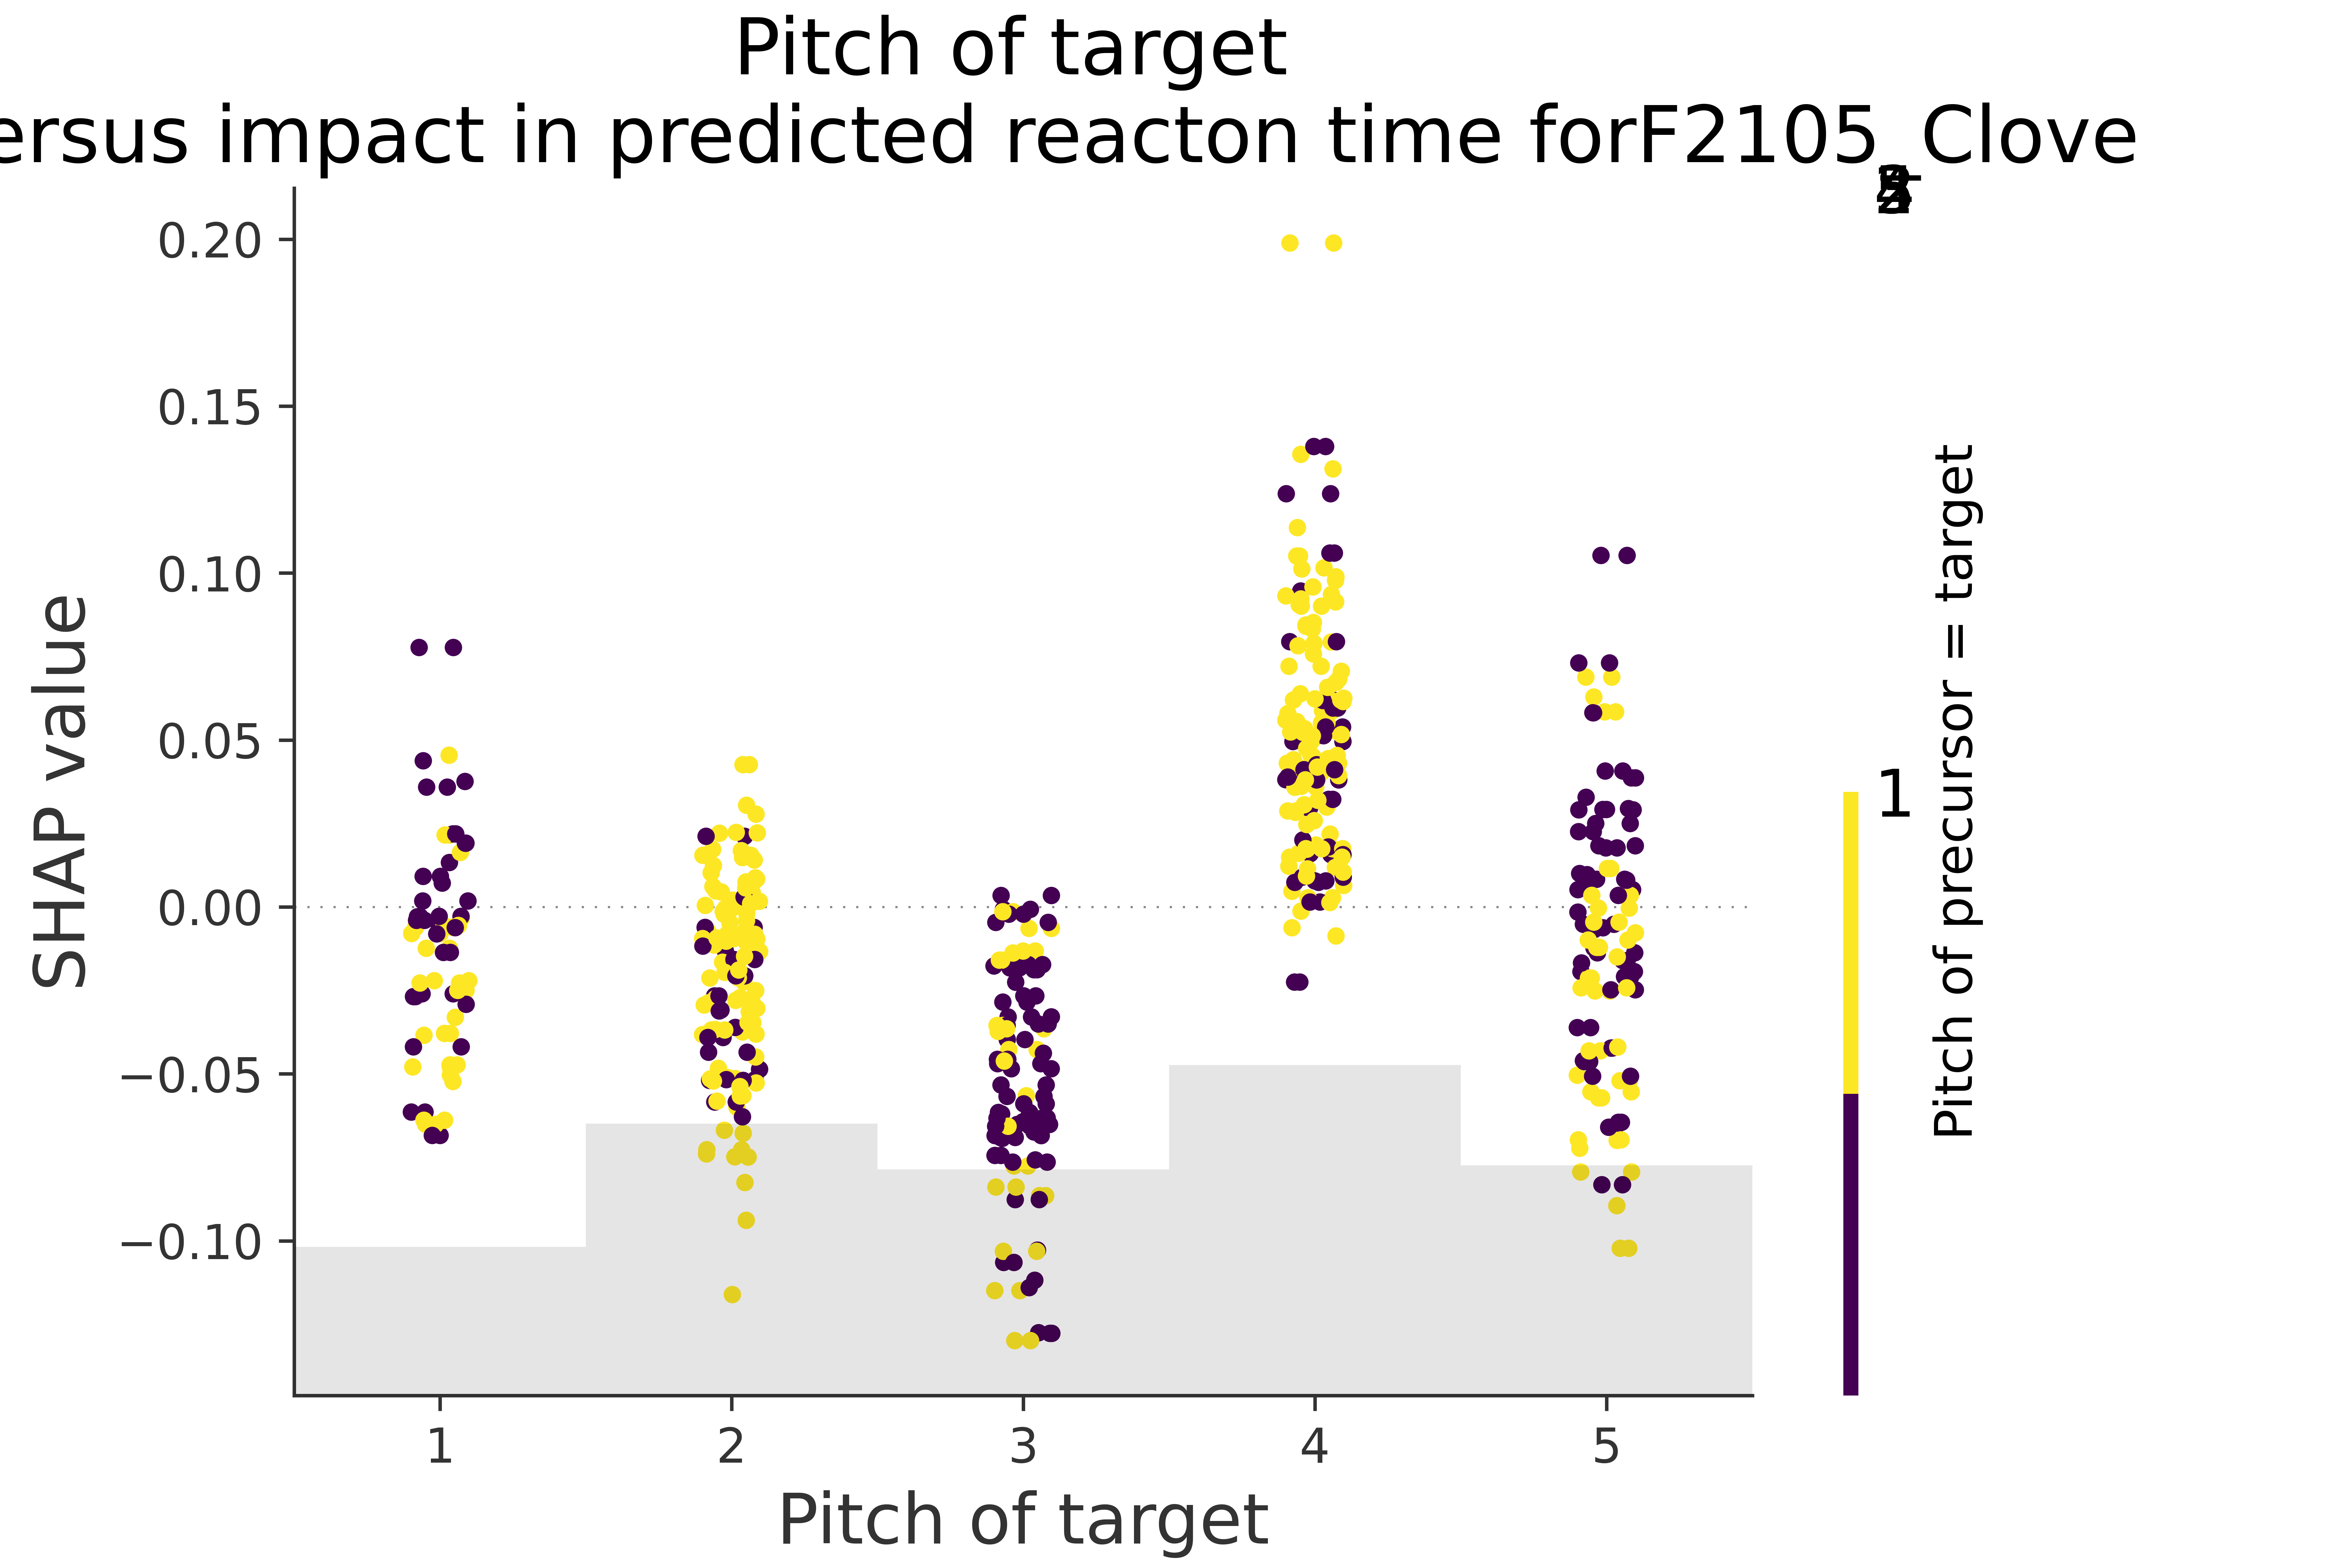 Pitch of target
ersus impact in predicted reacton time forF2105_Clove
0.20
0.15
0.10
0.05
0.00
−0.05
−0.10
SHAP value
1 2 3 4 5
Pitch of target
1
Pitch of precursor = target